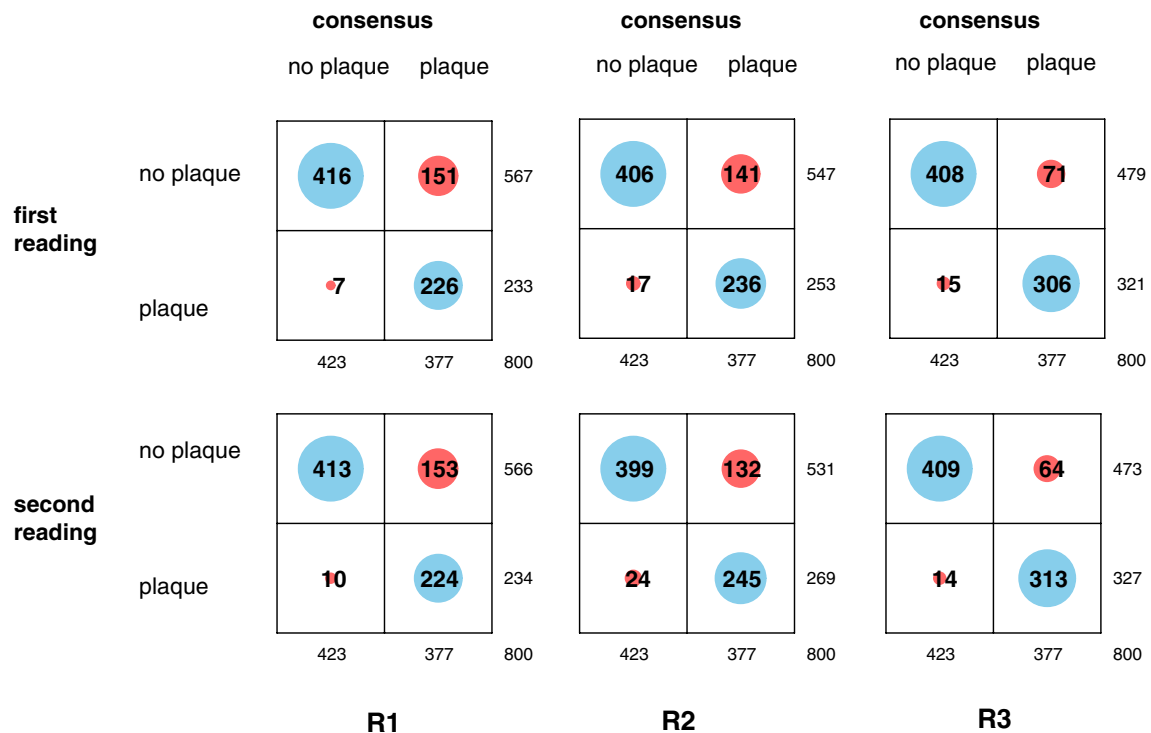 consensus consensus consensus
no plaque plaque no plaque plaque no plaque plaque
no plaque 416 151 567 406 141 547 408 71 479
first
reading
plaque 7 226 233 17 236 253 15 306 321
423 377 800 423 377 800 423 377 800
no plaque 413 153 566 399 132 531 409 64 473
second
reading
plaque 10 224 234 24 245 269 14 313 327
423 377 800 423 377 800 423 377 800
R1 R2 R3